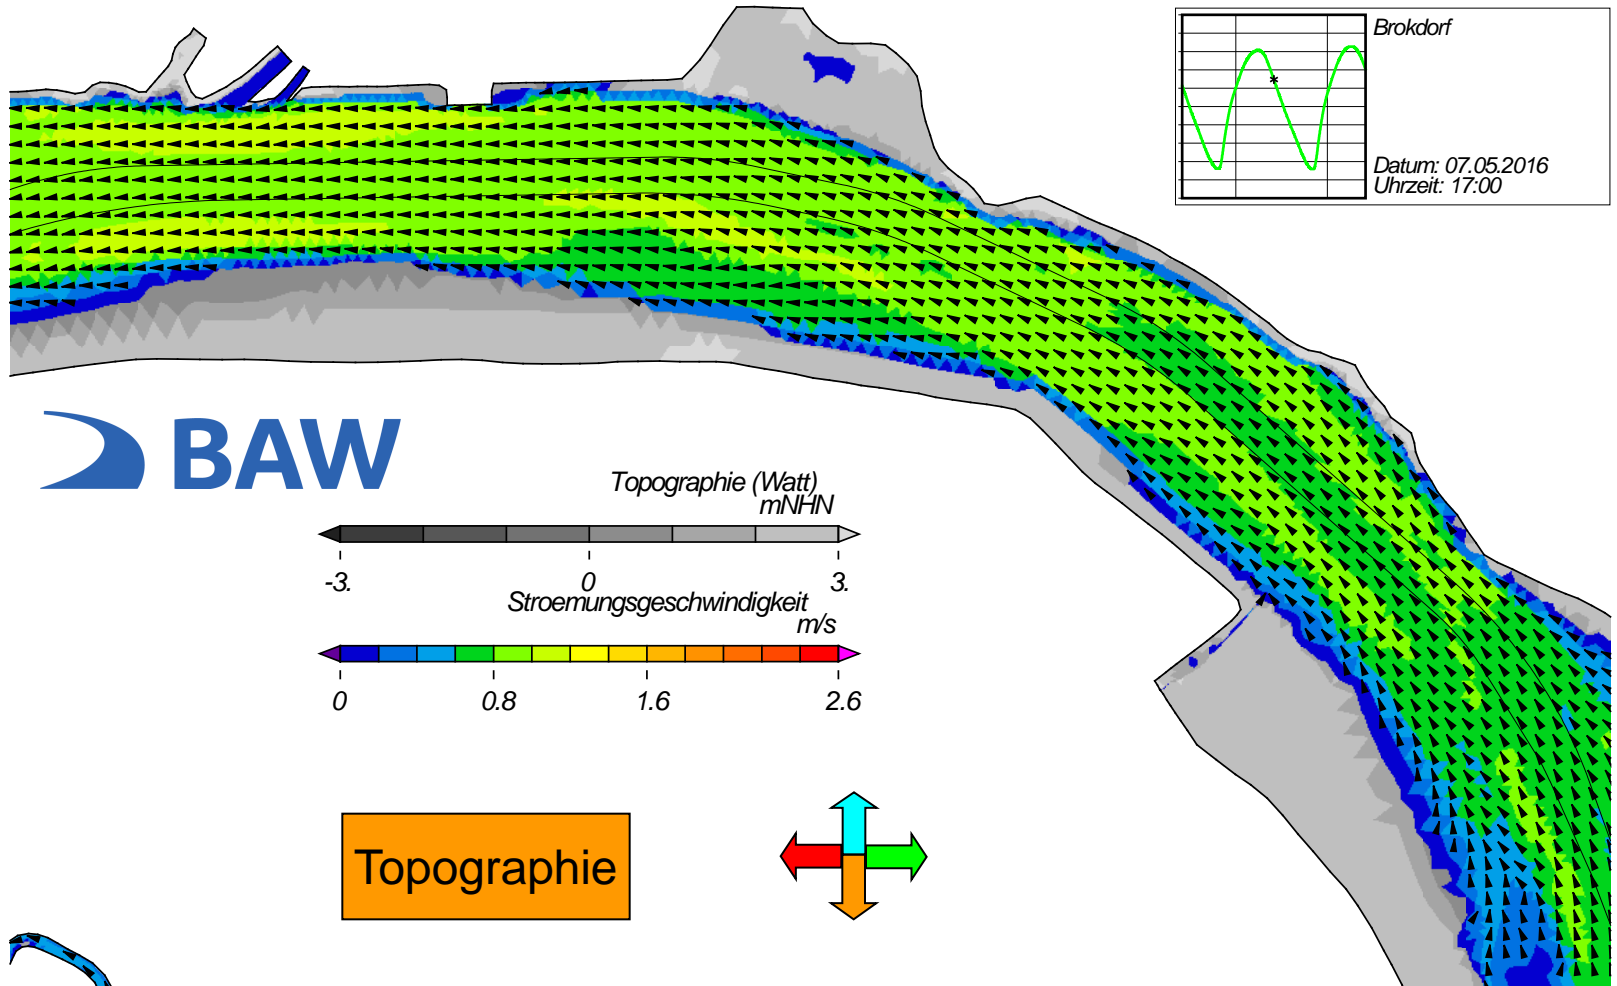 Brokdorf
Datum: 07.05.2016
Uhrzeit: 17:00
BAW
Topographie (Watt)
mNHN
-3. 0 3.
Stroemungsgeschwindigkeit
m/s
0 0.8 1.6 2.6
Topographie